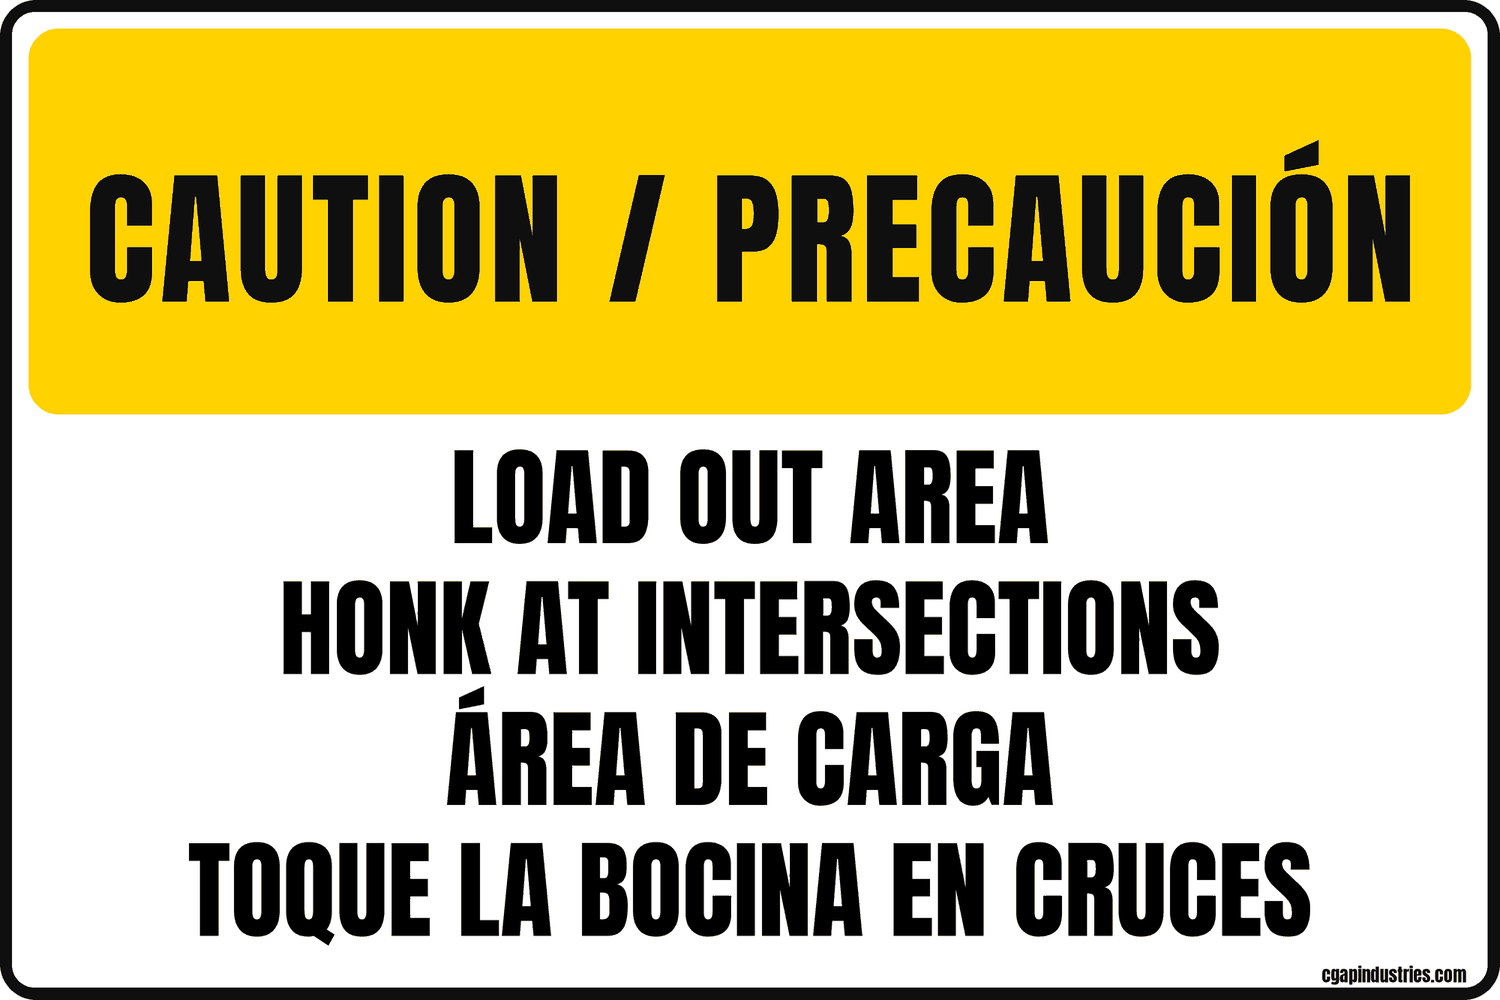 CAUTION / PRECAUCIÓN
LOAD OUT AREA
HONK AT INTERSECTIONS
ÁREA DE CARGA
TOQUE LA BOCINA EN CRUCES
cgapindustries.com